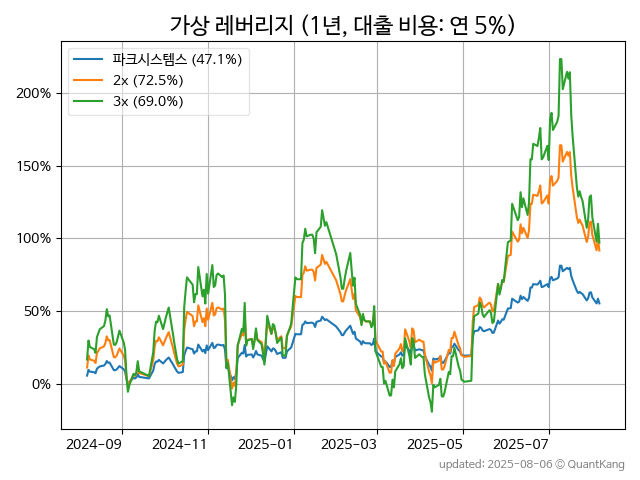 가상 레버리지 (1년, 대출 비용: 연 5%)
파크시스템스 (47.1%)
2x (72.5%)
3x (69.0%)
200%
150%
100%
50%
0%
2024-09 2024-11 2025-01 2025-03 2025-05 2025-07
updated: 2025-08-06 © QuantKang